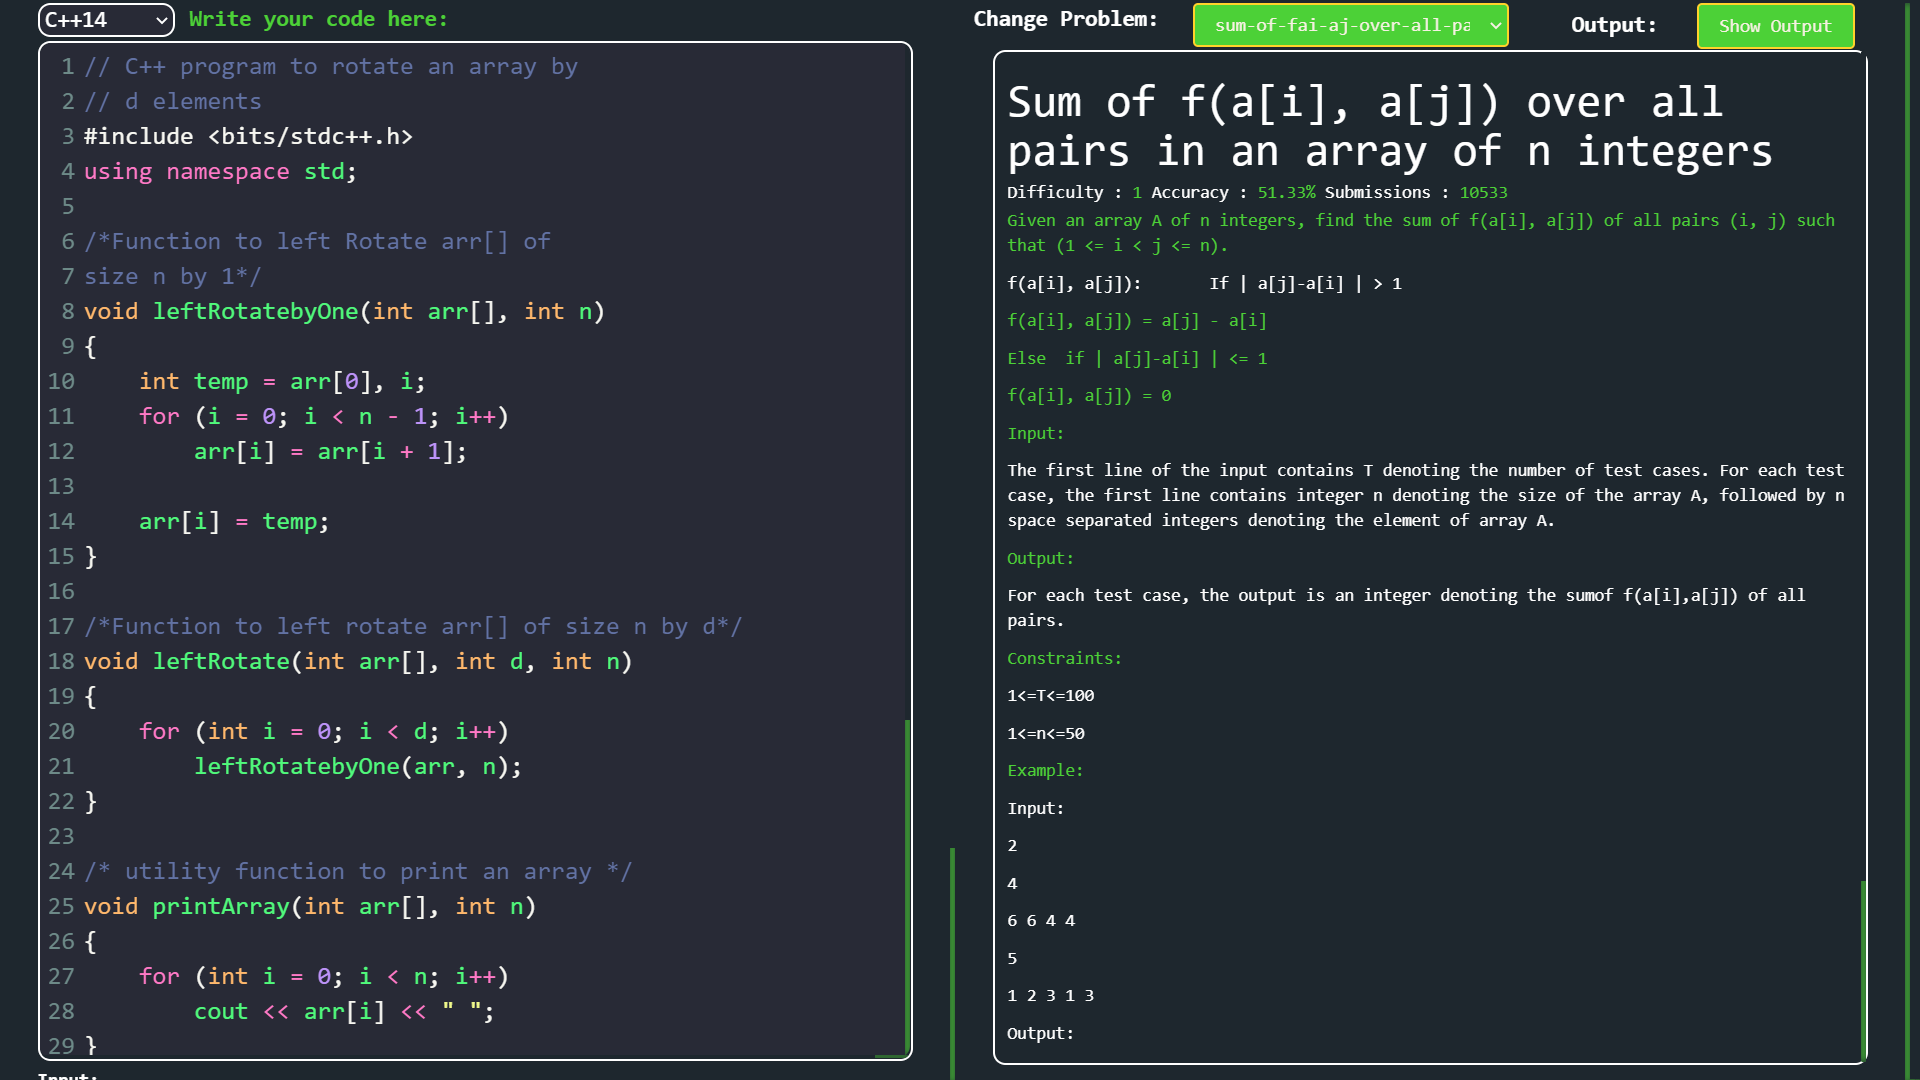 C++14 Write your code here:
1 // C++ program to rotate an array by
2 // d elements
3 #include <bits/stdc++.h>
4 using namespace std;
5
6 /*Function to left Rotate arr[] of
7 size n by 1*/
8 void leftRotatebyOne(int arr[], int n)
9 {
10     int temp = arr[0], i;
11     for (i = 0; i < n - 1; i++)
12         arr[i] = arr[i + 1];
13
14     arr[i] = temp;
15 }
16
17 /*Function to left rotate arr[] of size n by d*/
18 void leftRotate(int arr[], int d, int n)
19 {
20     for (int i = 0; i < d; i++)
21         leftRotatebyOne(arr, n);
22 }
23
24 /* utility function to print an array */
25 void printArray(int arr[], int n)
26 {
27     for (int i = 0; i < n; i++)
28         cout << arr[i] << " ";
29 }
Input:
Change Problem: sum-of-fai-aj-over-all-pa Output: Show Output
Sum of f(a[i], a[j]) over all
pairs in an array of n integers
Difficulty : 1 Accuracy : 51.33% Submissions : 10533
Given an array A of n integers, find the sum of f(a[i], a[j]) of all pairs (i, j) such
that (1 <= i < j <= n).
f(a[i], a[j]):       If | a[j]-a[i] | > 1
f(a[i], a[j]) = a[j] - a[i]
Else  if | a[j]-a[i] | <= 1
f(a[i], a[j]) = 0
Input:
The first line of the input contains T denoting the number of test cases. For each test
case, the first line contains integer n denoting the size of the array A, followed by n
space separated integers denoting the element of array A.
Output:
For each test case, the output is an integer denoting the sumof f(a[i],a[j]) of all
pairs.
Constraints:
1<=T<=100
1<=n<=50
Example:
Input:
2
4
6 6 4 4
5
1 2 3 1 3
Output: